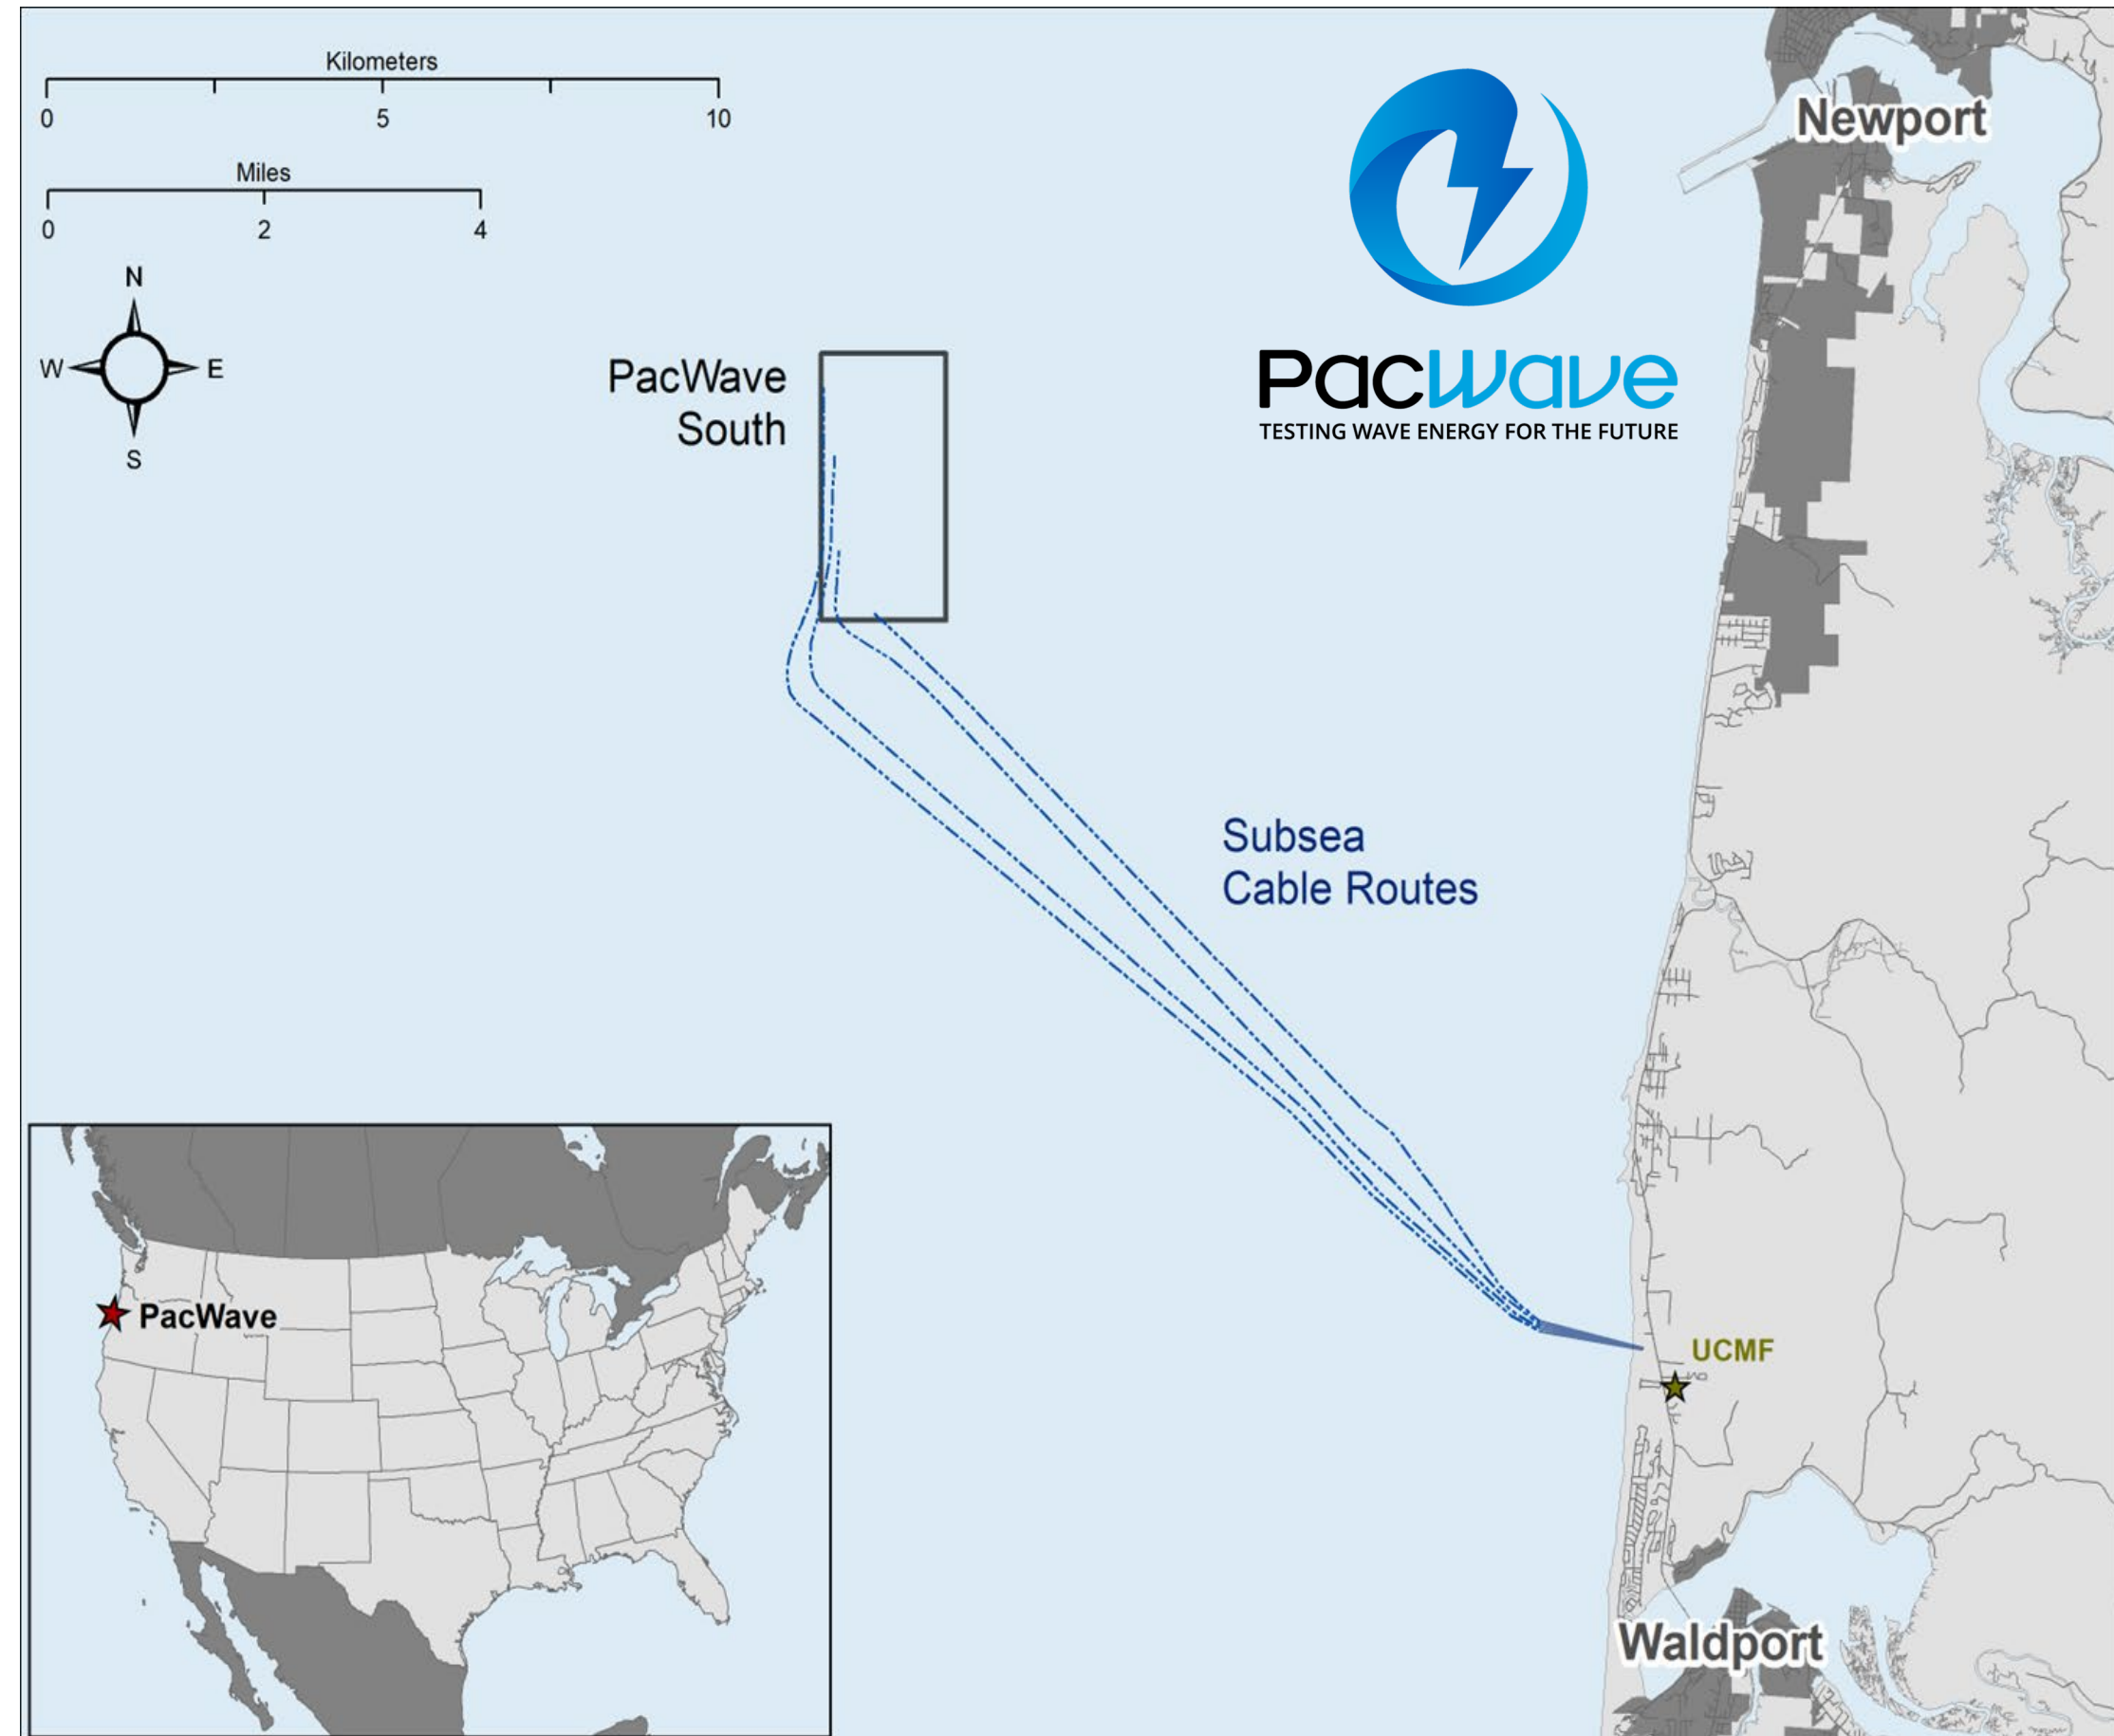 Kilometers
0 5 10
Miles
0 2 4
N
W E
S
PacWave
South
PacWave
TESTING WAVE ENERGY FOR THE FUTURE
Newport
Subsea
Cable Routes
UCMF
Waldport
PacWave